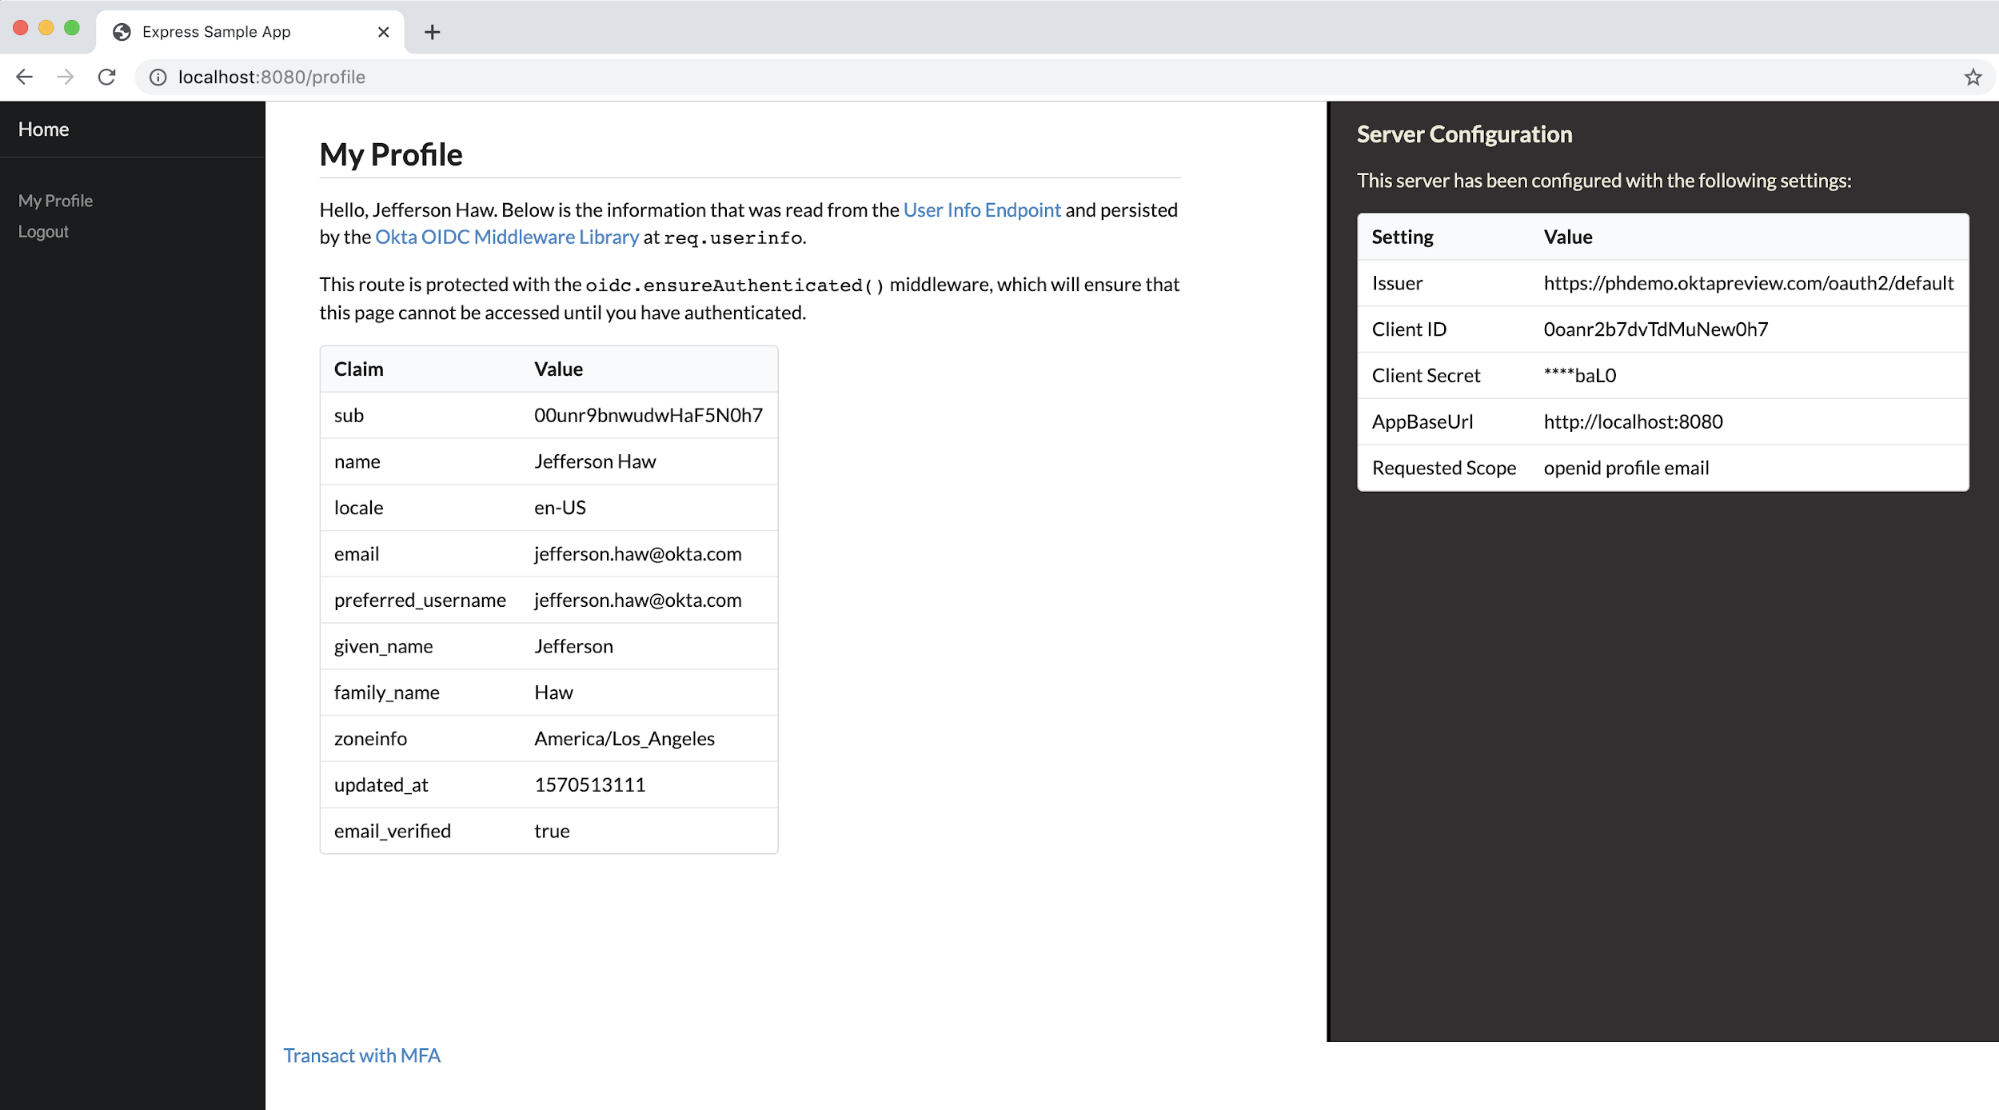 Express Sample App
localhost:8080/profile
Home
My Profile
Logout
My Profile
Hello, Jefferson Haw. Below is the information that was read from the User Info Endpoint and persisted
by the Okta OIDC Middleware Library at req.userinfo.
This route is protected with the oidc.ensureAuthenticated() middleware, which will ensure that
this page cannot be accessed until you have authenticated.
Claim Value
sub 00unr9bnwudwHaF5N0h7
name Jefferson Haw
locale en-US
email jefferson.haw@okta.com
preferred_username jefferson.haw@okta.com
given_name Jefferson
family_name Haw
zoneinfo America/Los_Angeles
updated_at 1570513111
email_verified true
Transact with MFA
Server Configuration
This server has been configured with the following settings:
Setting Value
Issuer https://phdemo.oktapreview.com/oauth2/default
Client ID 0oanr2b7dvTdMuNew0h7
Client Secret ****baL0
AppBaseUrl http://localhost:8080
Requested Scope openid profile email